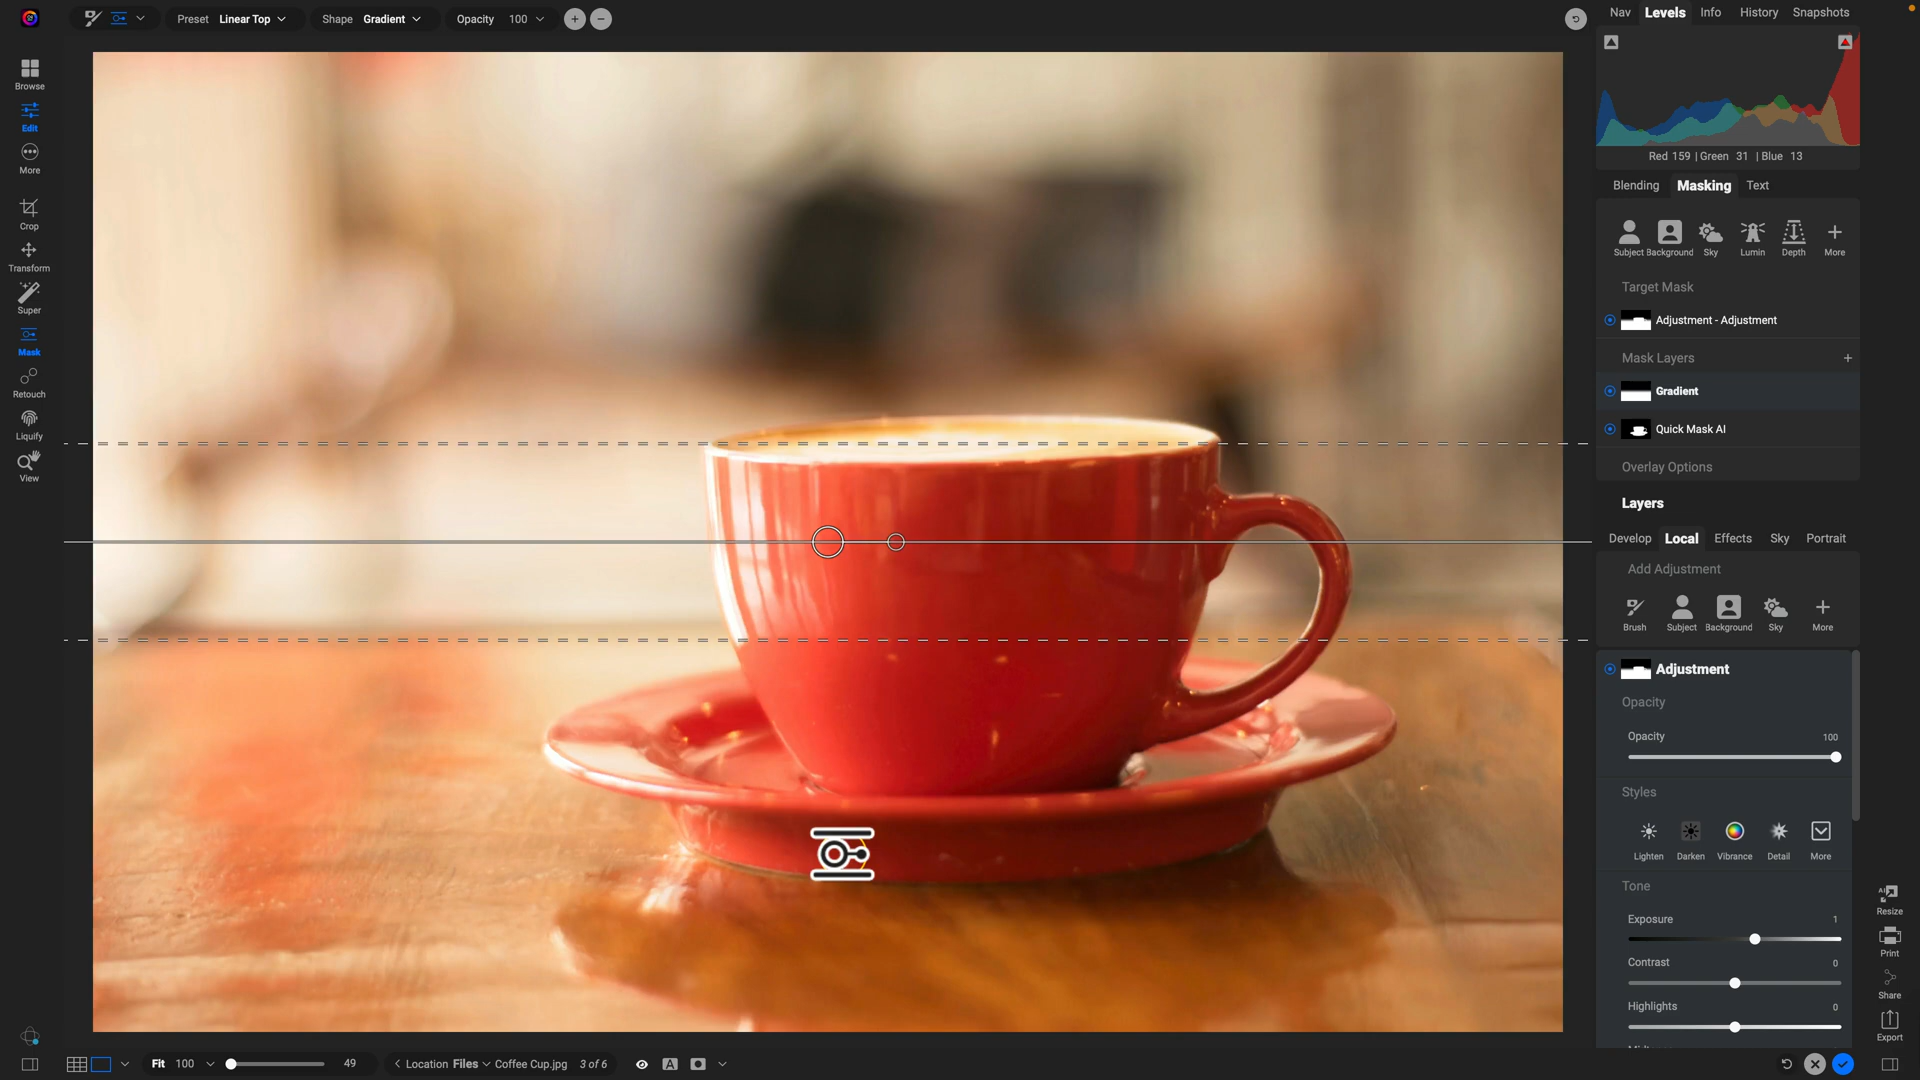 Preset Linear Top
Shape Gradient
Opacity 100
Nav Levels Info History Snapshots
Browse
Edit
More
Crop
Transform
Super
Mask
Retouch
Liquify
View
Red 159 | Green 31 | Blue 13
Blending Masking Text
Subject Background Sky Lumin Depth More
Target Mask
Adjustment - Adjustment
Mask Layers
Gradient
Quick Mask AI
Overlay Options
Layers
Develop Local Effects Sky Portrait
Add Adjustment
Brush Subject Background Sky More
Adjustment
Opacity
Opacity 100
Styles
Lighten Darken Vibrance Detail More
Tone
Exposure 1
Contrast 0
Highlights 0
AI
Resize
Print
Share
Export
Fit 100 49 Location Files Coffee Cup.jpg 3 of 6 A